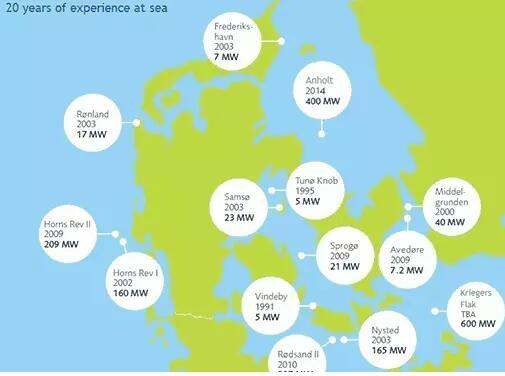 20 years of experience at sea
Frederiks-
havn
2003
7 MW
Anholt
2014
400 MW
Rønland
2003
17 MW
Tunø Knob
1995
5 MW
Samsø
2003
23 MW
Middel-
grunden
2000
40 MW
Horns Rev II
2009
209 MW
Sprogø
2009
21 MW
Avedøre
2009
7.2 MW
Horns Rev I
2002
160 MW
Vindeby
1991
5 MW
Krlegers
Flak
TBA
600 MW
Nysted
2003
165 MW
Rødsand II
2010